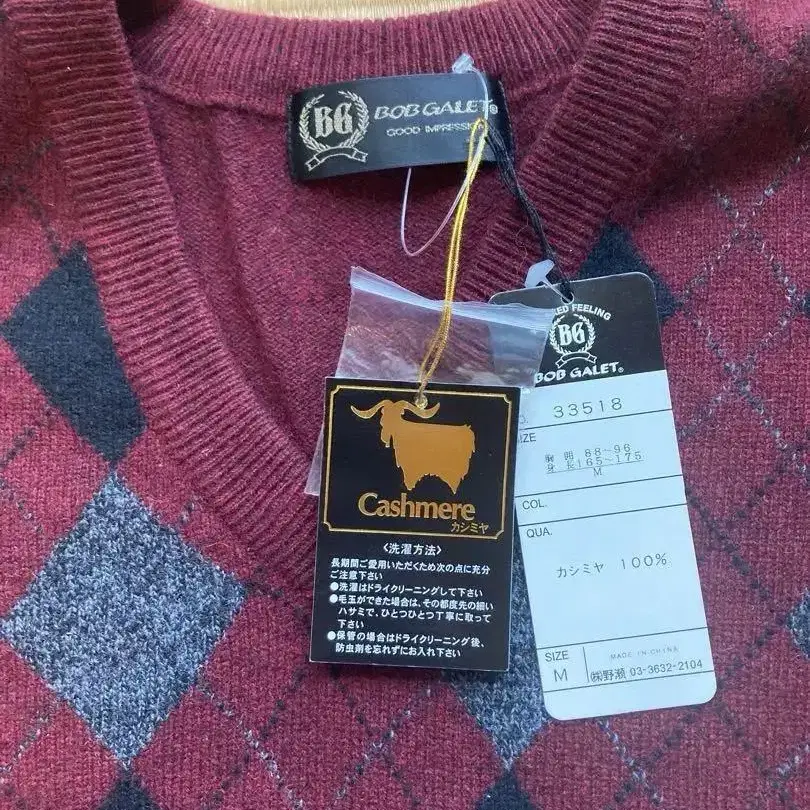 BG
BOB GALET®
GOOD IMPRESSION
Cashmere
カシミヤ
〈洗濯方法〉
長期間ご愛用いただくため次の点に充分
ご注意下さい
●洗濯はドライクリーニングして下さい
●毛玉ができた場合は、その都度先の細い
ハサミで、ひとつひとつ丁寧に取って
下さい
●保管の場合はドライクリーニング後、
防虫剤を忘れずにお入れ下さい
FEELING
BG
BOB GALET®
33518
胸囲 88~96
身長165~175
M
COL.
QUA.
カシミヤ 100%
SIZE
M
MADE IN CHINA
㈱野瀬 03-3632-2104